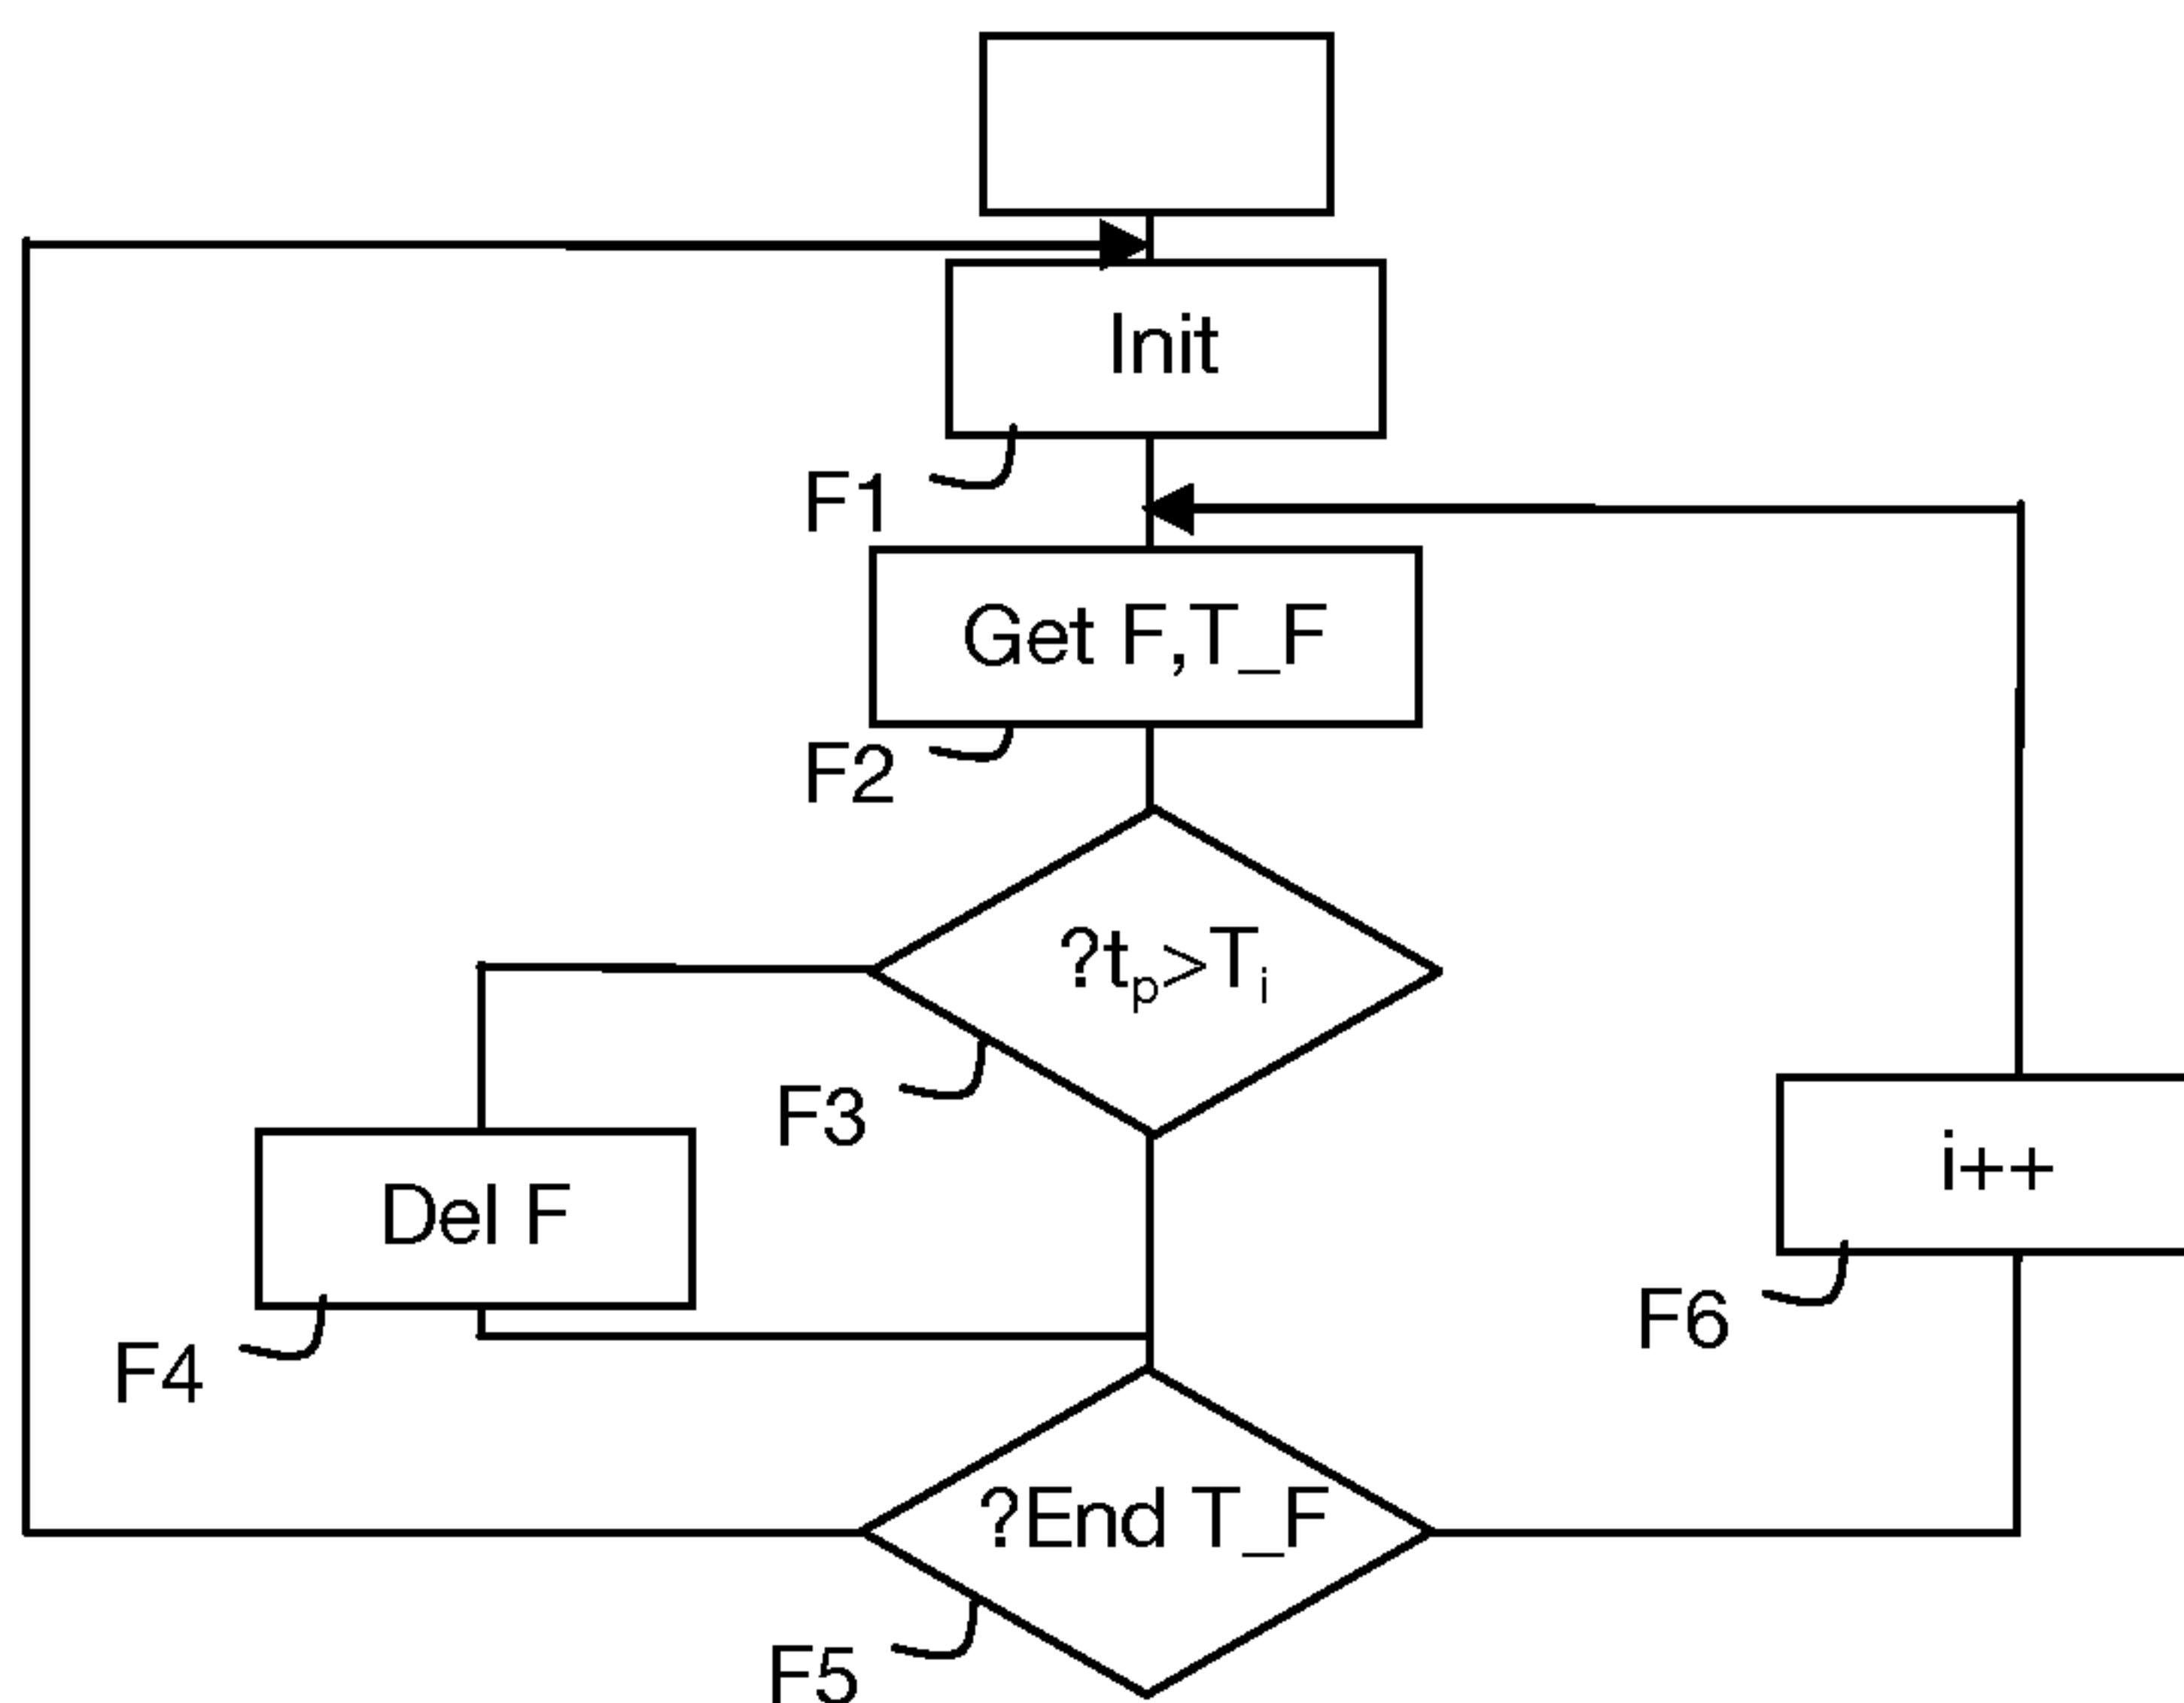 Init
F1
Get F,T_F
F2
?tp>Ti
F3
i++
Del F
F6
F4
?End T_F
F5